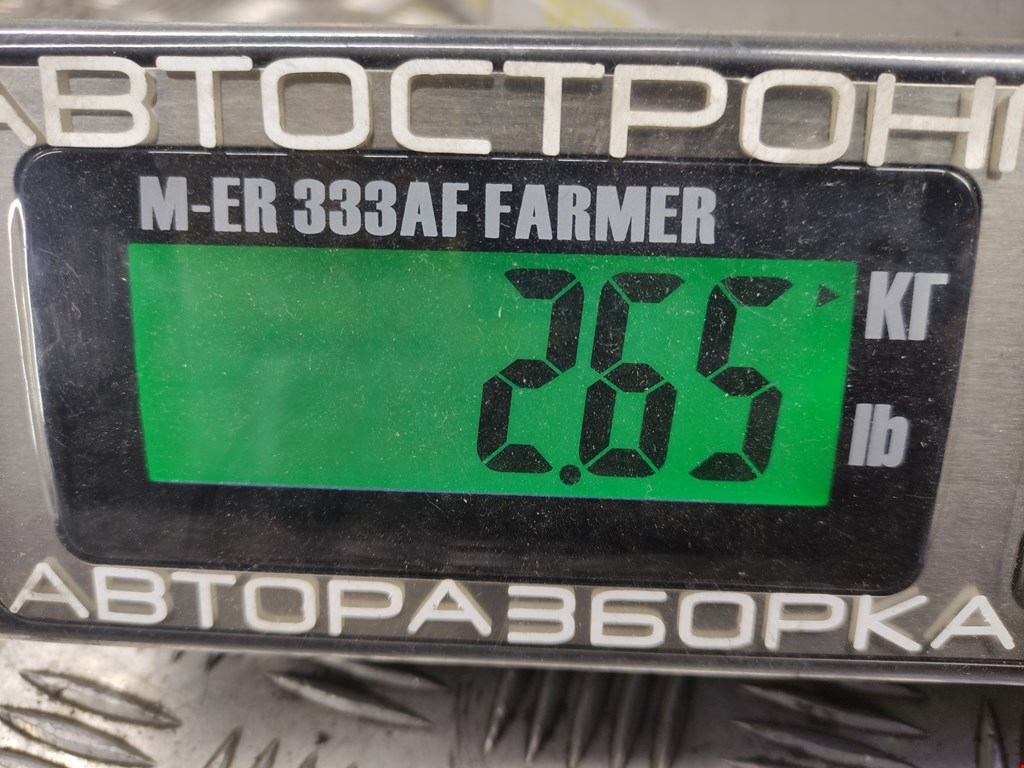 АВТОСТРОН
M-ER 333AF FARMER
2.65
КГ
lb
АВТОРАЗБОРКА